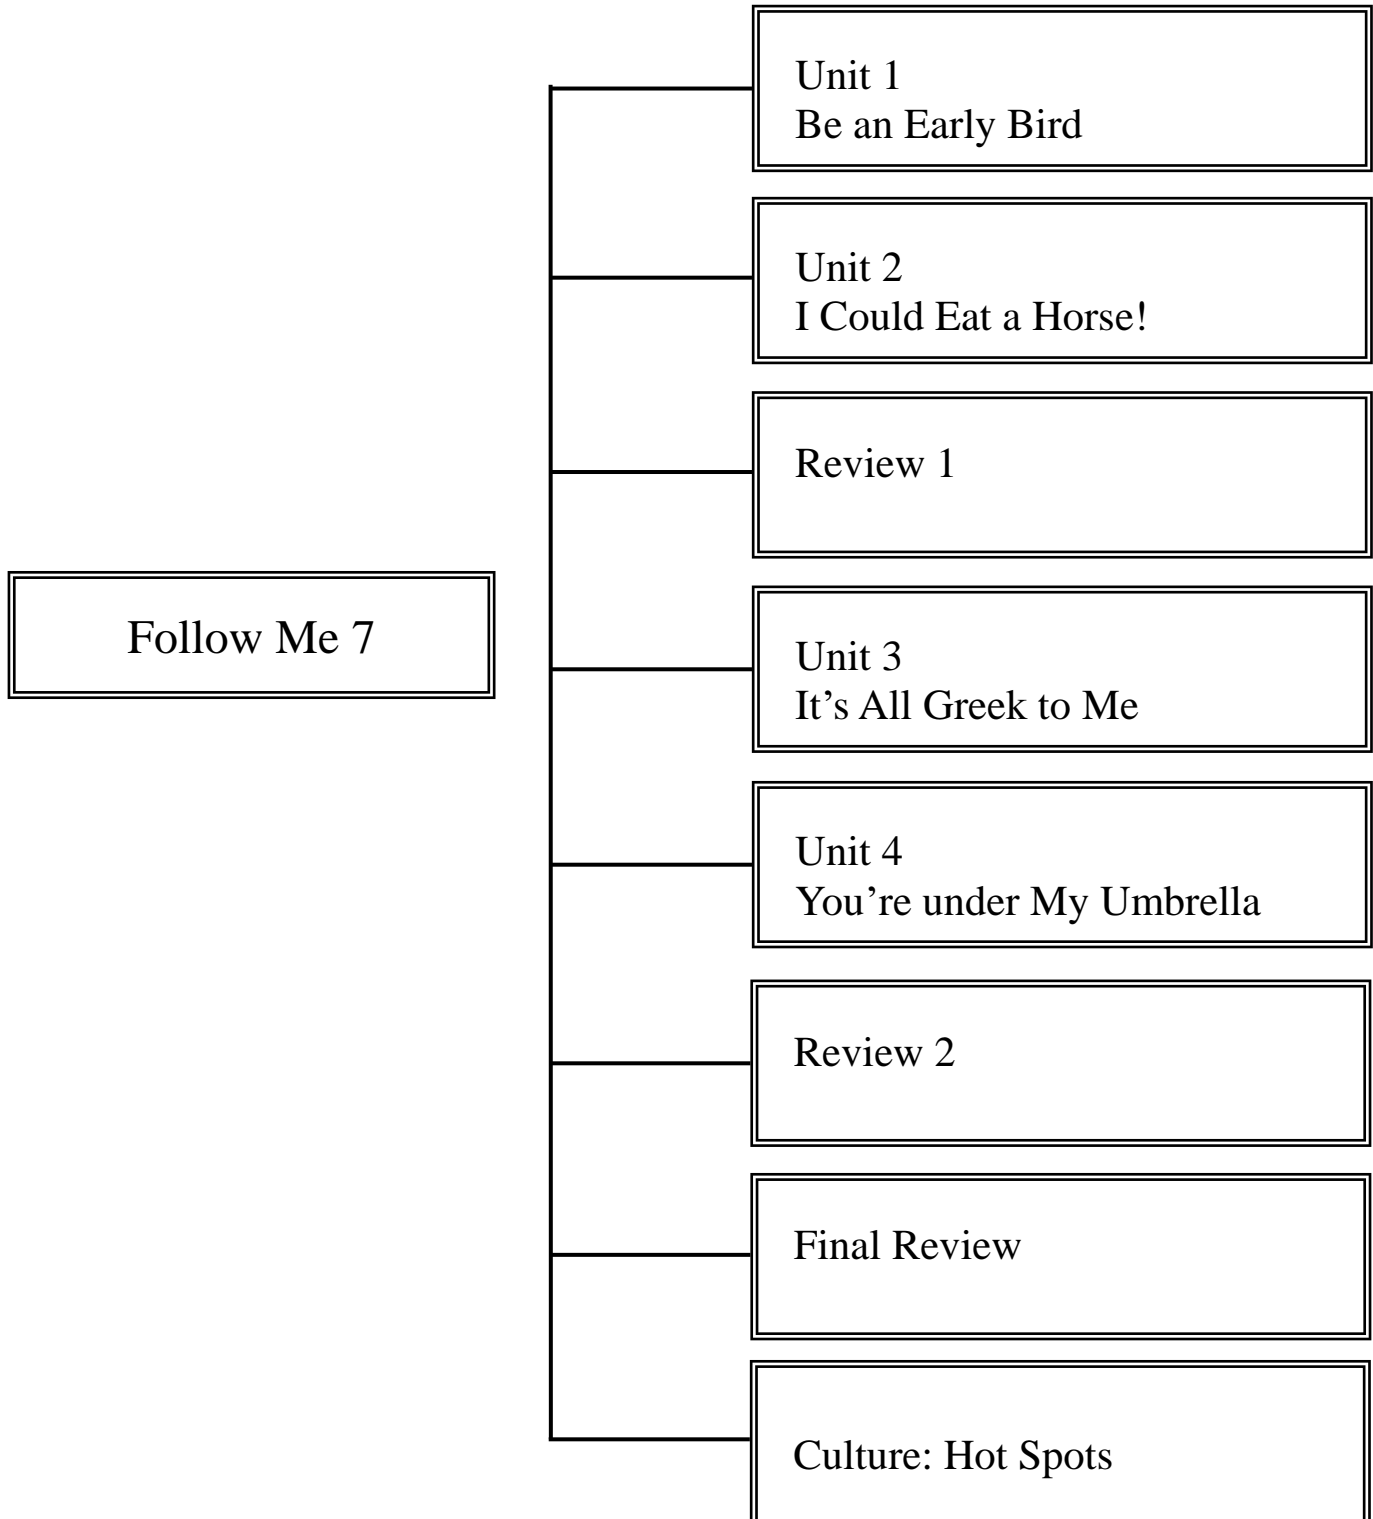 Unit 1
Be an Early Bird
Unit 2
I Could Eat a Horse!
Review 1
Follow Me 7
Unit 3
It’s All Greek to Me
Unit 4
You’re under My Umbrella
Review 2
Final Review
Culture: Hot Spots